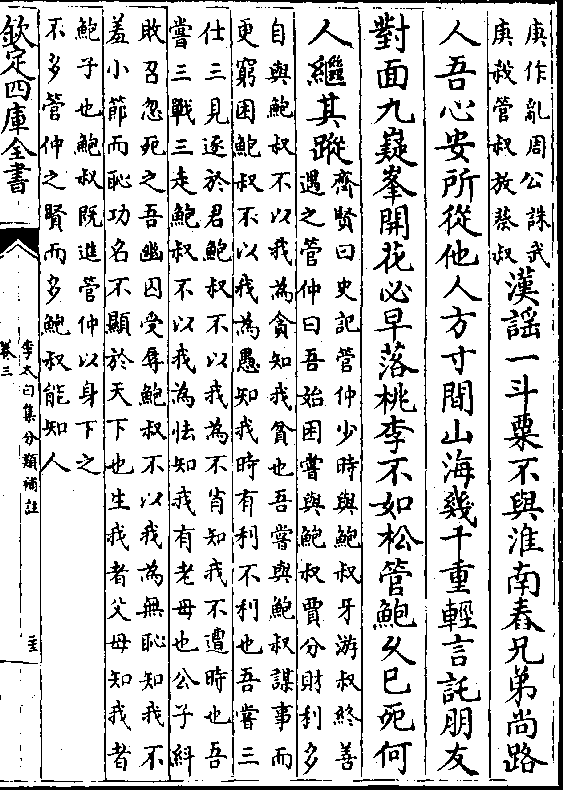 庚作亂周公誅武
庚殺管叔放蔡叔
漢謡一斗粟不與淮南舂兄弟尚路
人吾心安所從他人方寸間山海幾千重輕言託朋友
對面九嶷峯開花必早落桃李不如松管鮑久已死何
人繼其蹤
齊賢曰史記管仲少時與鮑叔牙游叔終善
遇之管仲曰吾始困嘗與鮑叔賈分財利多
自與鮑叔不以我為貪知我貧也吾嘗與鮑叔謀事而
更窮困鮑叔不以我為愚知我時有利不利也吾嘗三
仕三見逐於君鮑叔不以我為不肖知我不遭時也吾
嘗三戰三走鮑叔不以我為怯知我有老母也公子糾
敗召忽死之吾幽囚受辱鮑叔不以我為無恥知我不
羞小節而恥功名不顯於天下也生我者父母知我者
鮑子也鮑叔既進管仲以身下之
不多管仲之賢而多鮑叔能知人
欽定四庫全書
李太白集分類補註
卷三